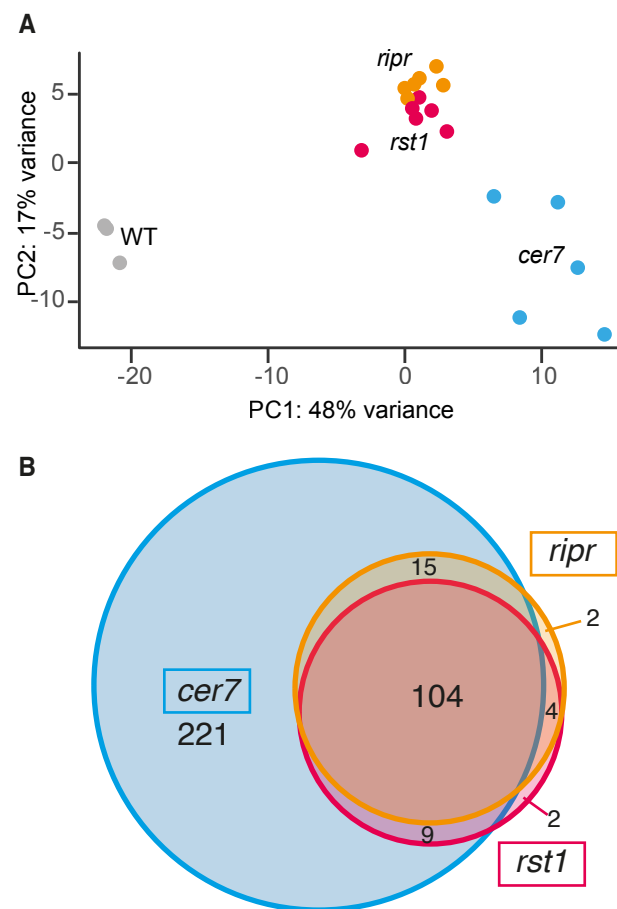 A
ripr
rst1
WT
cer7
5
0
-5
-10
PC2: 17% variance
-20
-10
0
10
PC1: 48% variance
B
ripr
15
2
cer7
221
104
4
2
9
rst1